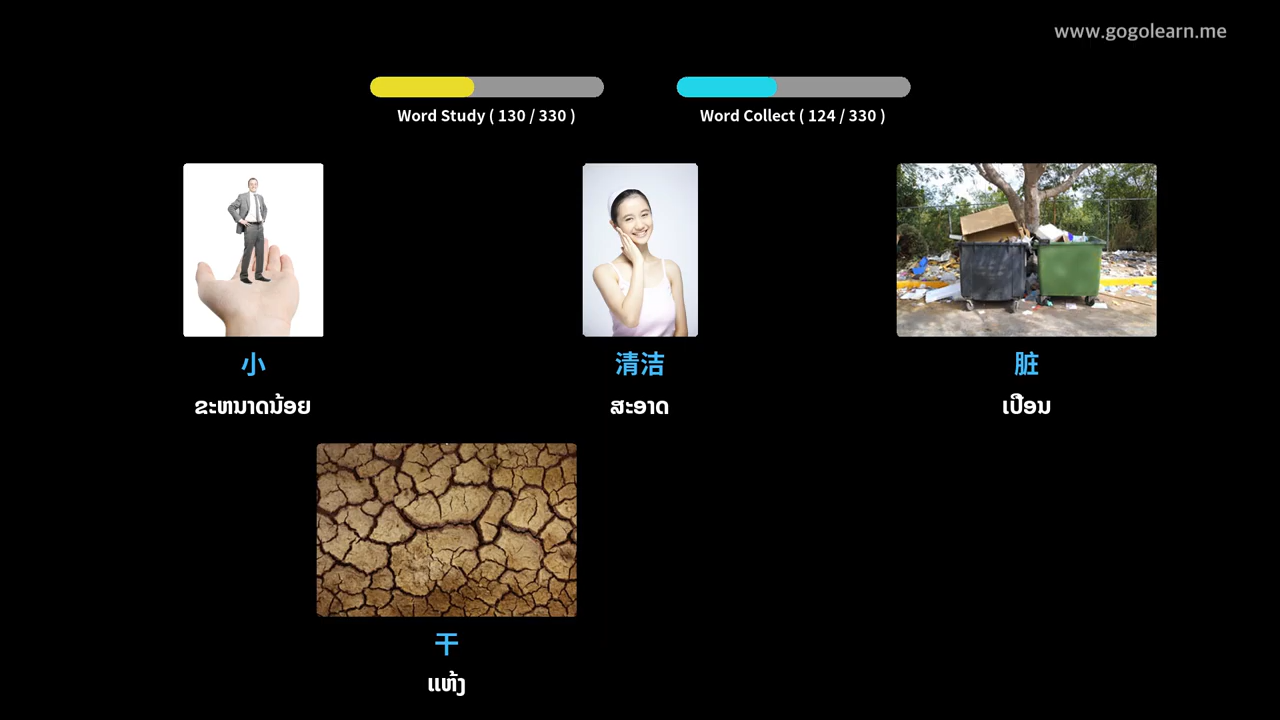 www.gogolearn.me
Word Study ( 130 / 330 )
Word Collect ( 124 / 330 )
小
ຂະຫນາດນ້ອຍ
清洁
ສະອາດ
脏
ເປື້ອນ
干
ແຫ້ງ